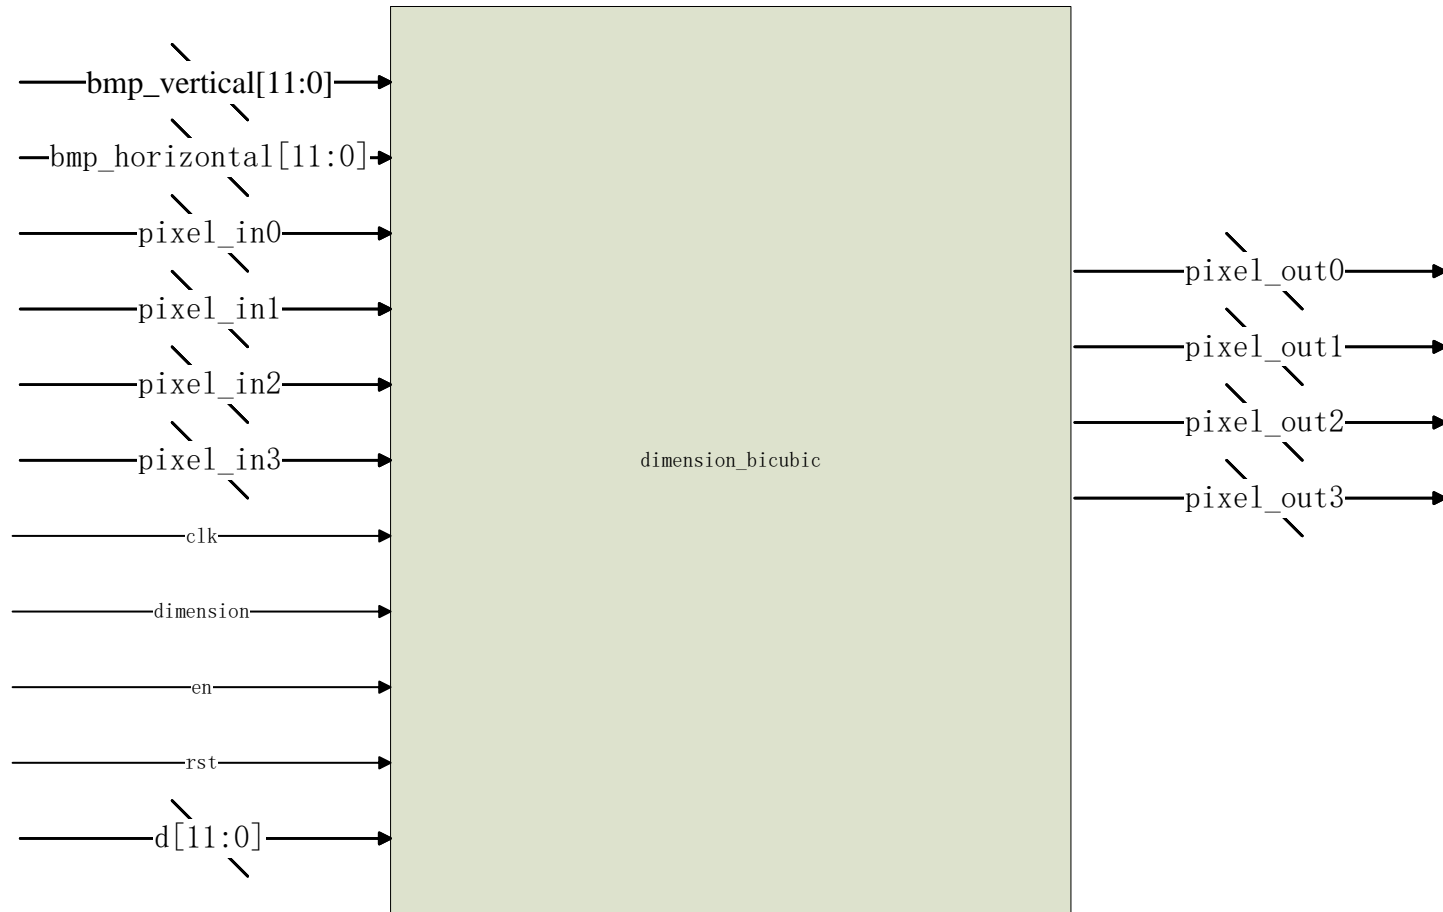 bmp_vertical[11:0]
bmp_horizontal[11:0]
pixel_in0
pixel_in1
pixel_in2
pixel_in3
clk
dimension
en
rst
d[11:0]
dimension_bicubic
pixel_out0
pixel_out1
pixel_out2
pixel_out3